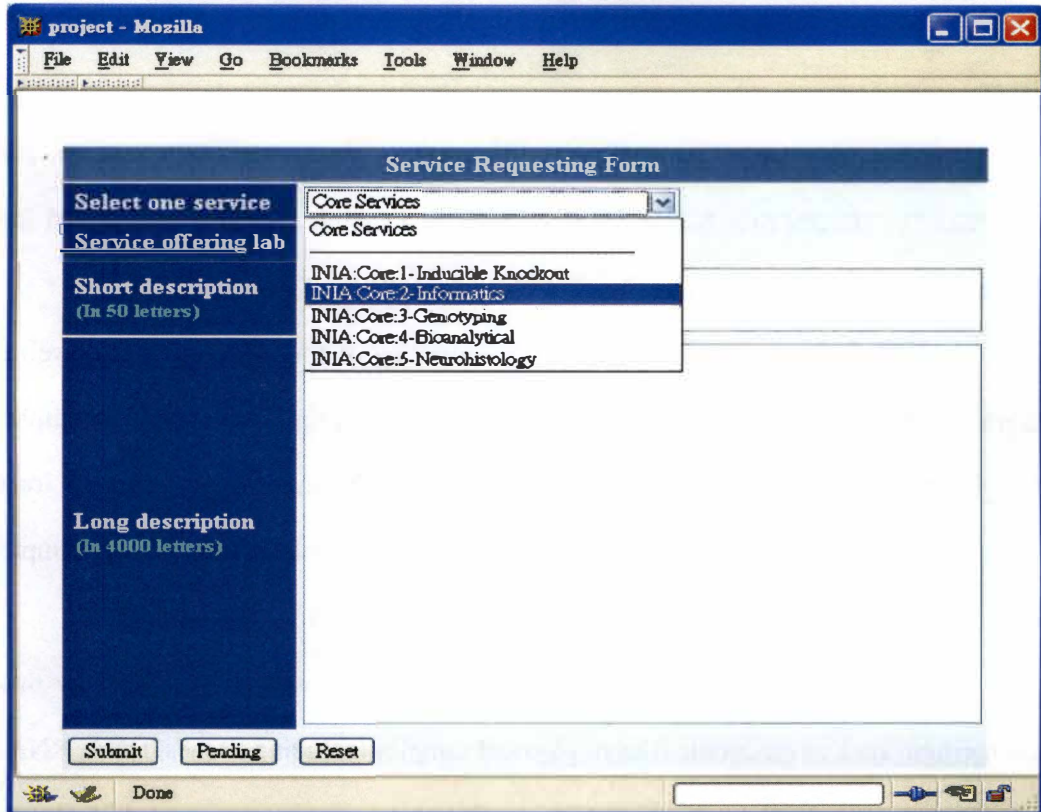 project - Mozilla
File Edit View Go Bookmarks Tools Window Help
Service Requesting Form
Select one service Core Services
Core Services
Service offering lab
INIA:Core:1-Inducible Knockout
Short description
INIA:Core:2-Informatics
(In 50 letters)
INIA:Core:3-Genotyping
INIA:Core:4-Bioanalytical
INIA:Core:5-Neurohistology
Long description
(In 4000 letters)
Submit Pending Reset
Done